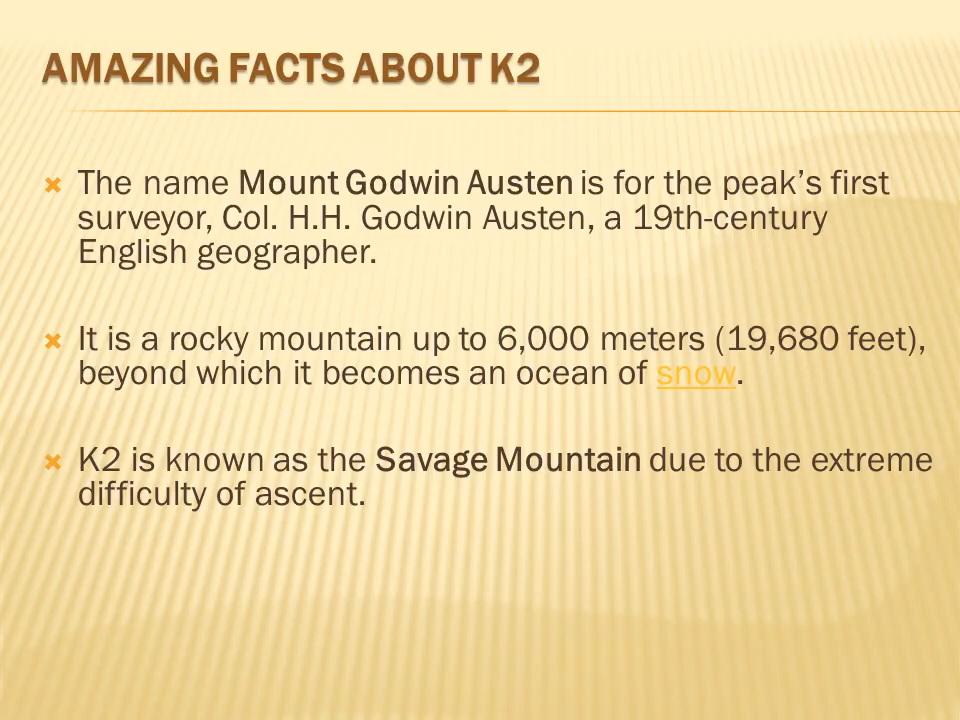 AMAZING FACTS ABOUT K2
The name Mount Godwin Austen is for the peak’s first
surveyor, Col. H.H. Godwin Austen, a 19th-century
English geographer.
It is a rocky mountain up to 6,000 meters (19,680 feet),
beyond which it becomes an ocean of snow.
K2 is known as the Savage Mountain due to the extreme
difficulty of ascent.